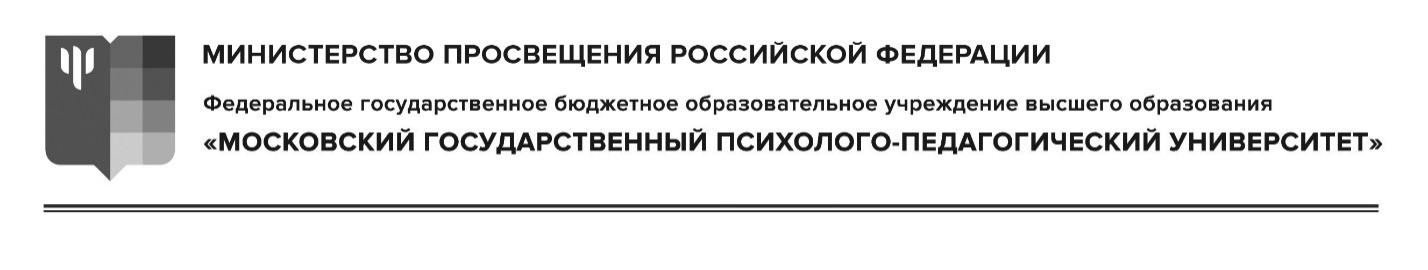 МИНИСТЕРСТВО ПРОСВЕЩЕНИЯ РОССИЙСКОЙ ФЕДЕРАЦИИ
Федеральное государственное бюджетное образовательное учреждение высшего образования
«МОСКОВСКИЙ ГОСУДАРСТВЕННЫЙ ПСИХОЛОГО-ПЕДАГОГИЧЕСКИЙ УНИВЕРСИТЕТ»